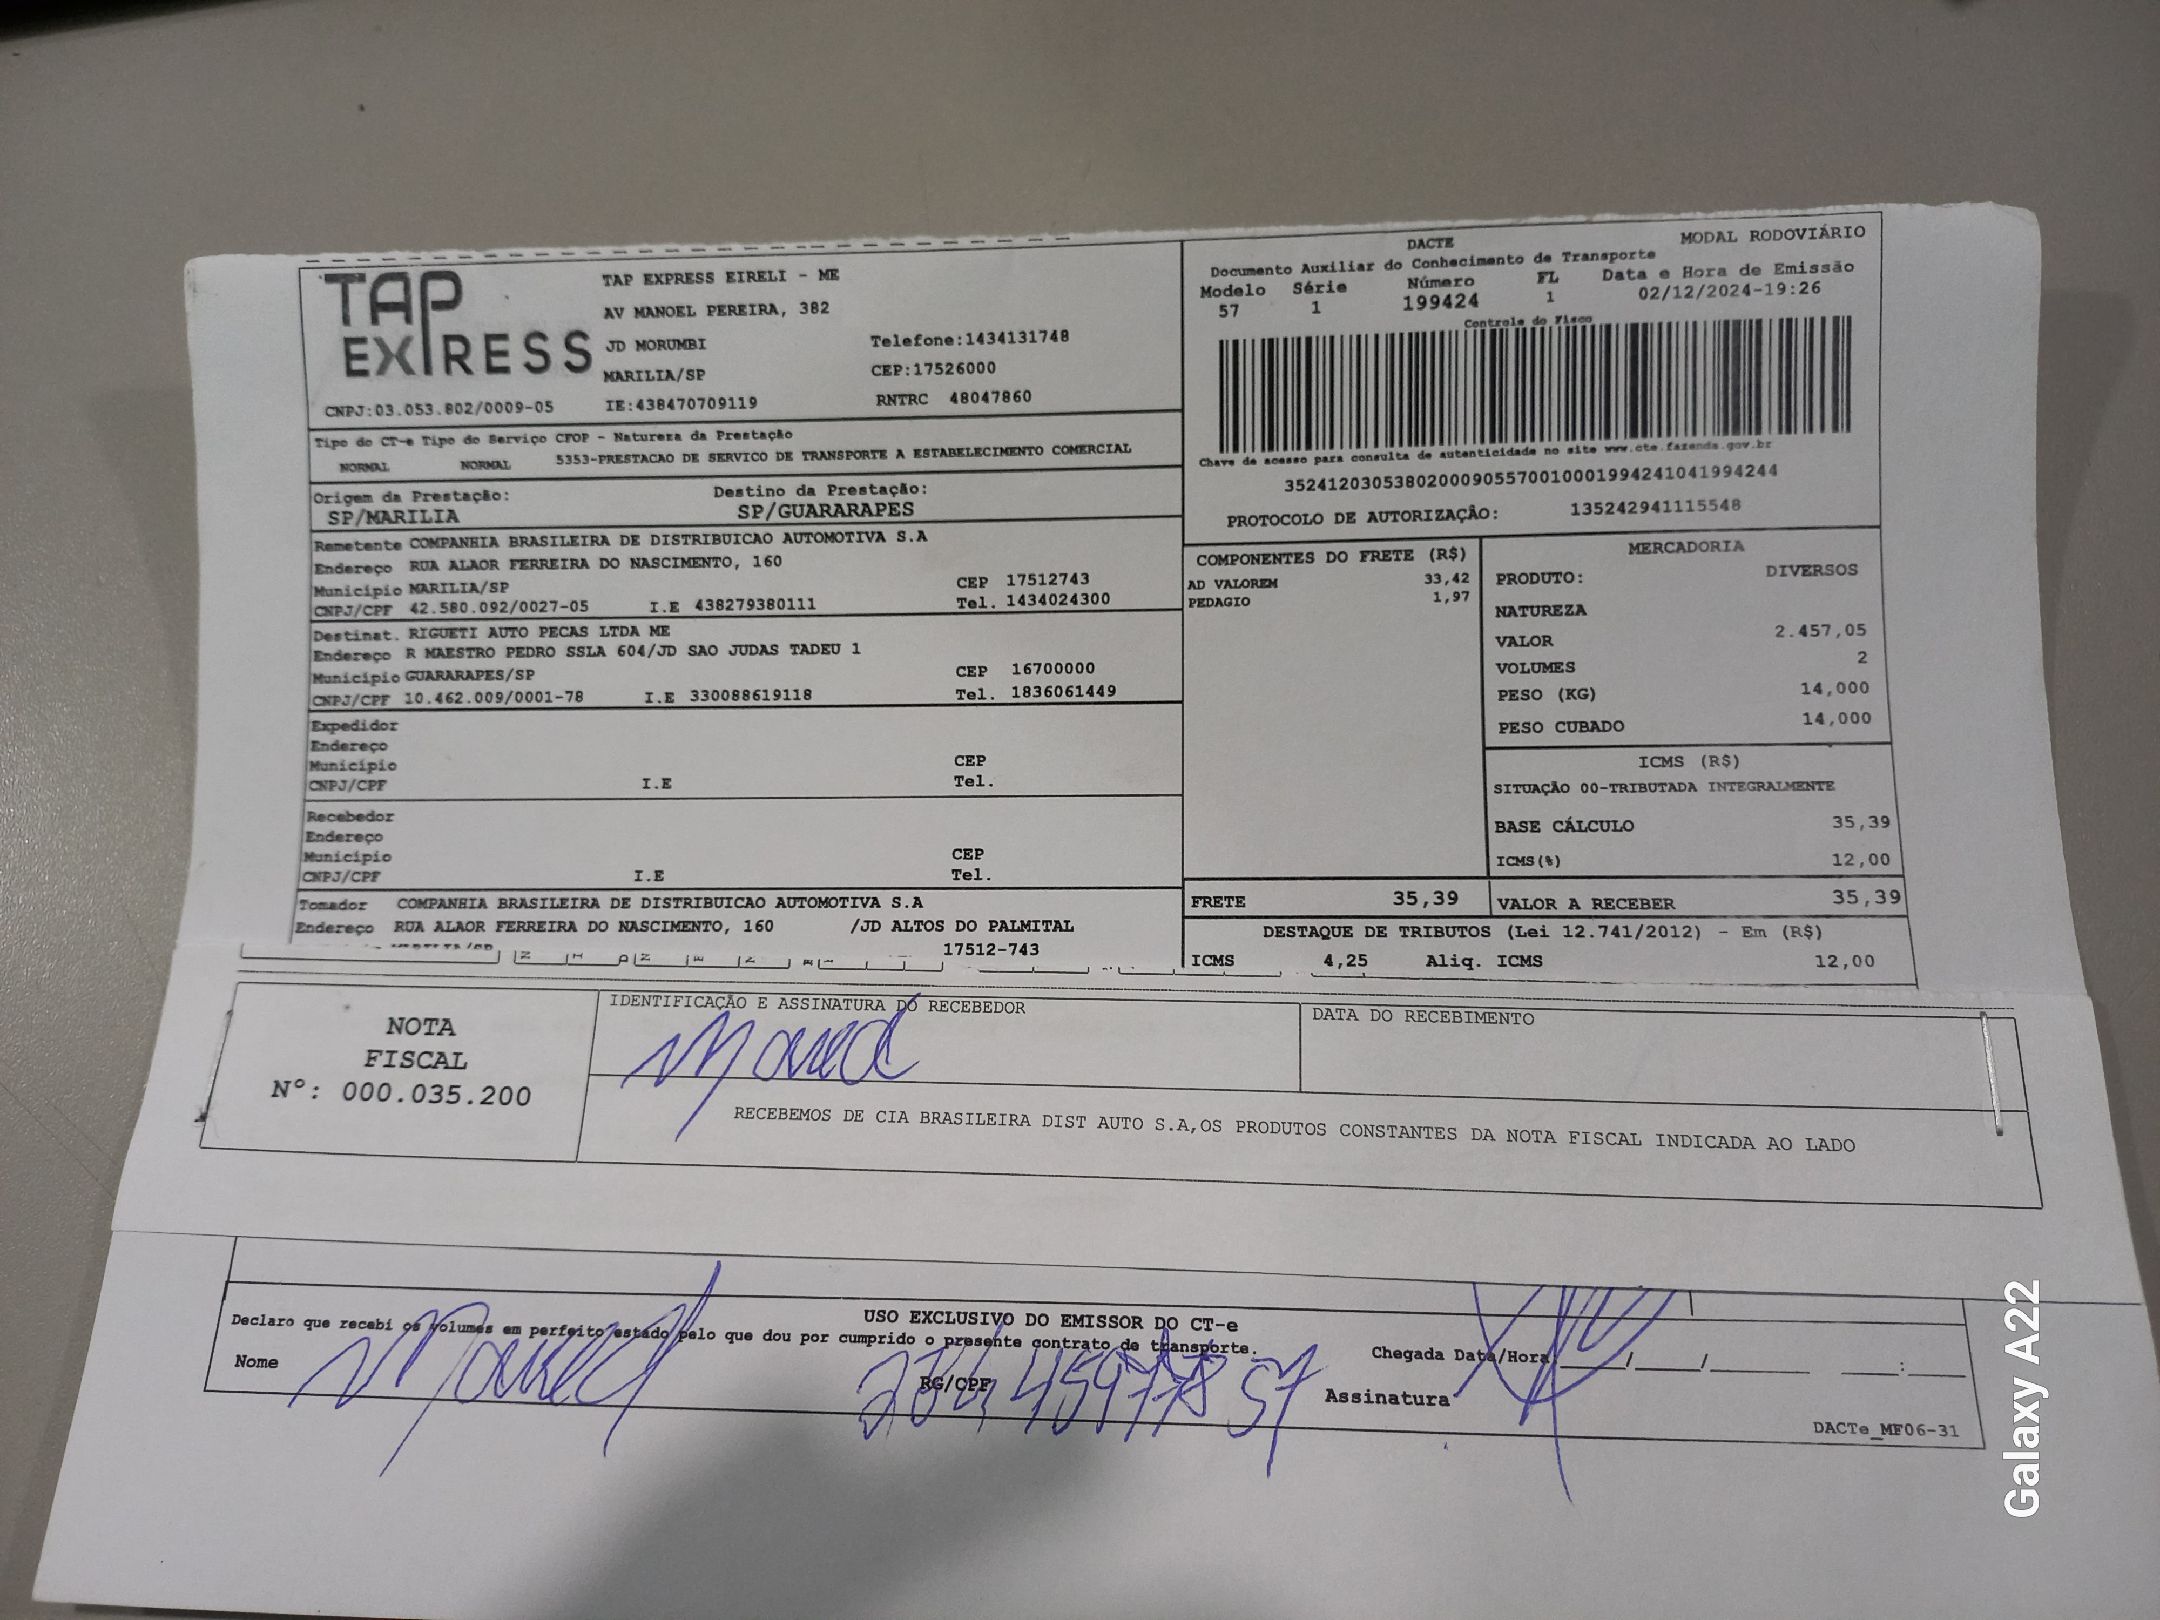 TAP EXPRESS
TAP EXPRESS EIRELI - ME
AV MANOEL PEREIRA, 382
JD MORUMBI Telefone:1434131748
MARILIA/SP CEP:17526000
CNPJ:03.053.802/0009-05 IE:438470709119 RNTRC 48047860
DACTE MODAL RODOVIÁRIO
Documento Auxiliar do Conhecimento de Transporte
Modelo Série Número FL Data e Hora de Emissão
57 1 199424 1 02/12/2024-19:26
Controle do Fisco
Chave de acesso para consulta de autenticidade no site www.cte.fazenda.gov.br
35241203053802000905570010001994241041994244
PROTOCOLO DE AUTORIZAÇÂO: 135242941115548
Tipo do CT-e Tipo do Serviço CFOP - Natureza da Prestação
NORMAL NORMAL 5353-PRESTACAO DE SERVICO DE TRANSPORTE A ESTABELECIMENTO COMERCIAL
Origem da Prestação: Destino da Prestação:
SP/MARILIA SP/GUARARAPES
Remetente COMPANHIA BRASILEIRA DE DISTRIBUICAO AUTOMOTIVA S.A
Endereço RUA ALAOR FERREIRA DO NASCIMENTO, 160
Município MARILIA/SP CEP 17512743
CNPJ/CPF 42.580.092/0027-05 I.E 438279380111 Tel. 1434024300
Destinat. RIGUETI AUTO PECAS LTDA ME
Endereço R MAESTRO PEDRO SSLA 604/JD SAO JUDAS TADEU 1
Município GUARARAPES/SP CEP 16700000
CNPJ/CPF 10.462.009/0001-78 I.E 330088619118 Tel. 1836061449
Expedidor
Endereço
Município CEP
CNPJ/CPF I.E Tel.
Recebedor
Endereço
Município CEP
CNPJ/CPF I.E Tel.
Tomador COMPANHIA BRASILEIRA DE DISTRIBUICAO AUTOMOTIVA S.A
Endereço RUA ALAOR FERREIRA DO NASCIMENTO, 160 /JD ALTOS DO PALMITAL
17512-743
COMPONENTES DO FRETE (R$)
AD VALOREM 33,42
PEDAGIO 1,97
MERCADORIA
PRODUTO: DIVERSOS
NATUREZA
VALOR 2.457,05
VOLUMES 2
PESO (KG) 14,000
PESO CUBADO 14,000
ICMS (R$)
SITUAÇÃO 00-TRIBUTADA INTEGRALMENTE
BASE CÁLCULO 35,39
ICMS(%) 12,00
FRETE 35,39 VALOR A RECEBER 35,39
DESTAQUE DE TRIBUTOS (Lei 12.741/2012) - Em (R$)
ICMS 4,25 Aliq. ICMS 12,00
NOTA
FISCAL
Nº: 000.035.200
IDENTIFICAÇÃO E ASSINATURA DO RECEBEDOR
DATA DO RECEBIMENTO
RECEBEMOS DE CIA BRASILEIRA DIST AUTO S.A,OS PRODUTOS CONSTANTES DA NOTA FISCAL INDICADA AO LADO
USO EXCLUSIVO DO EMISSOR DO CT-e
Declaro que recebi os volumes em perfeito estado pelo que dou por cumprido o presente contrato de transporte.
Nome RG/CPF Assinatura
Chegada Data/Hora ____/____/______ ___:___
DACTe_MF06-31
Galaxy A22